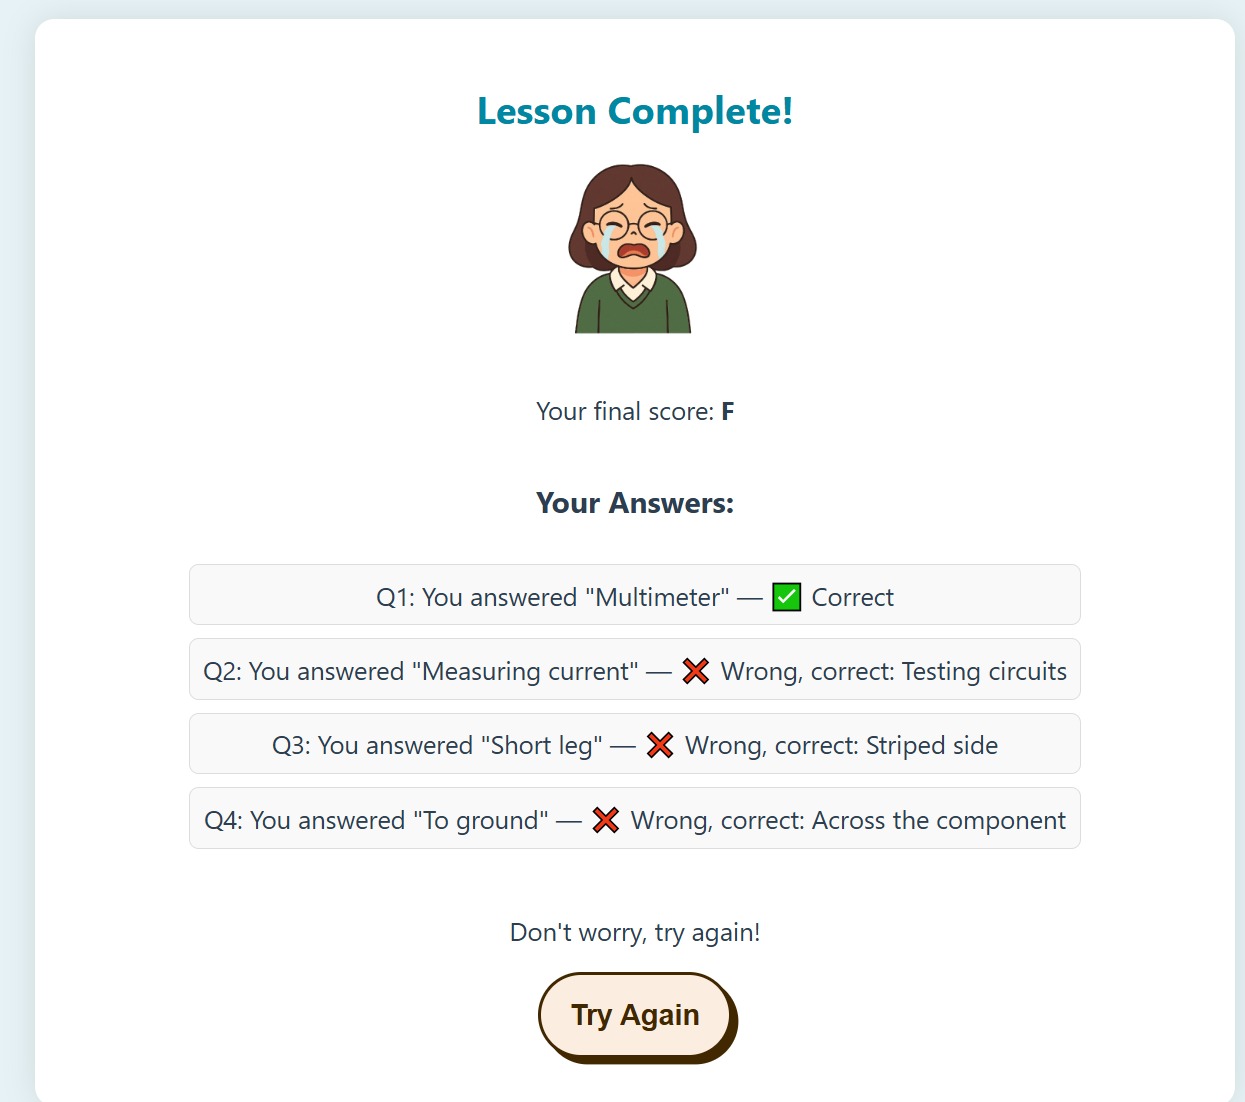 Lesson Complete!
Your final score: F
Your Answers:
Q1: You answered "Multimeter" — ✅ Correct
Q2: You answered "Measuring current" — ❌ Wrong, correct: Testing circuits
Q3: You answered "Short leg" — ❌ Wrong, correct: Striped side
Q4: You answered "To ground" — ❌ Wrong, correct: Across the component
Don't worry, try again!
Try Again